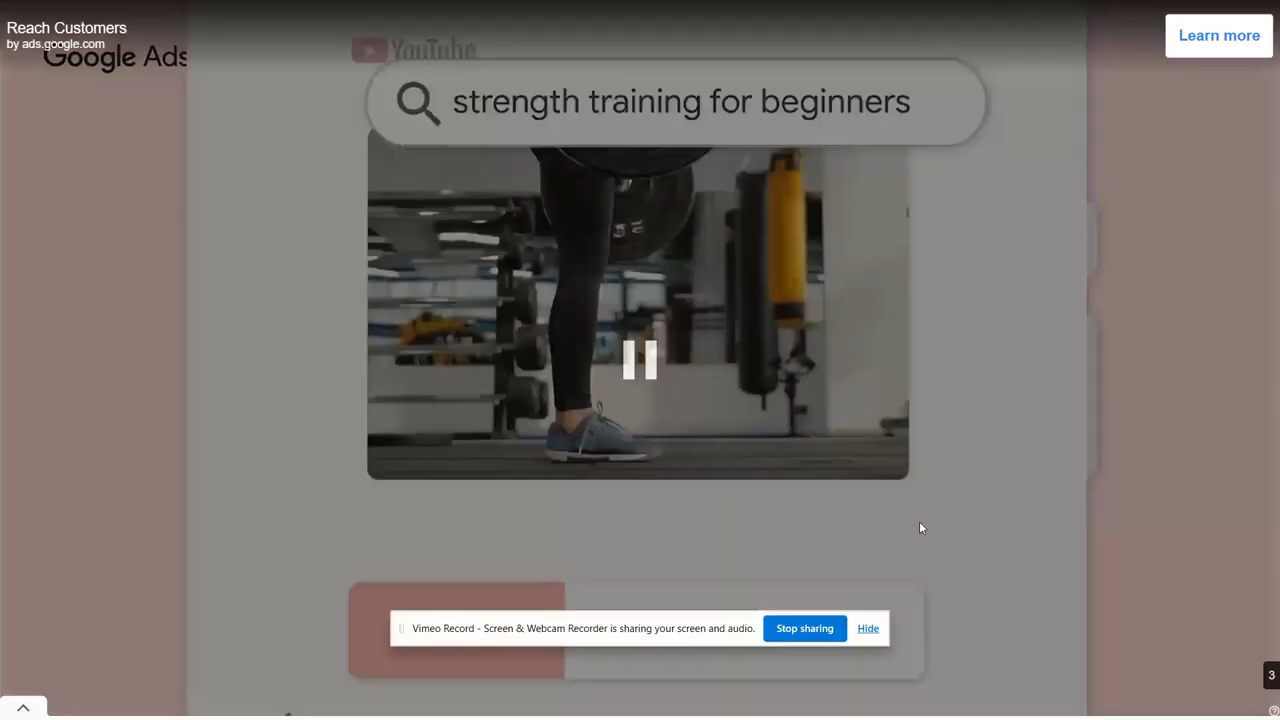 Reach Customers
by ads.google.com
Google Ads
YouTube
Learn more
strength training for beginners
Vimeo Record - Screen & Webcam Recorder is sharing your screen and audio.
Stop sharing
Hide
3